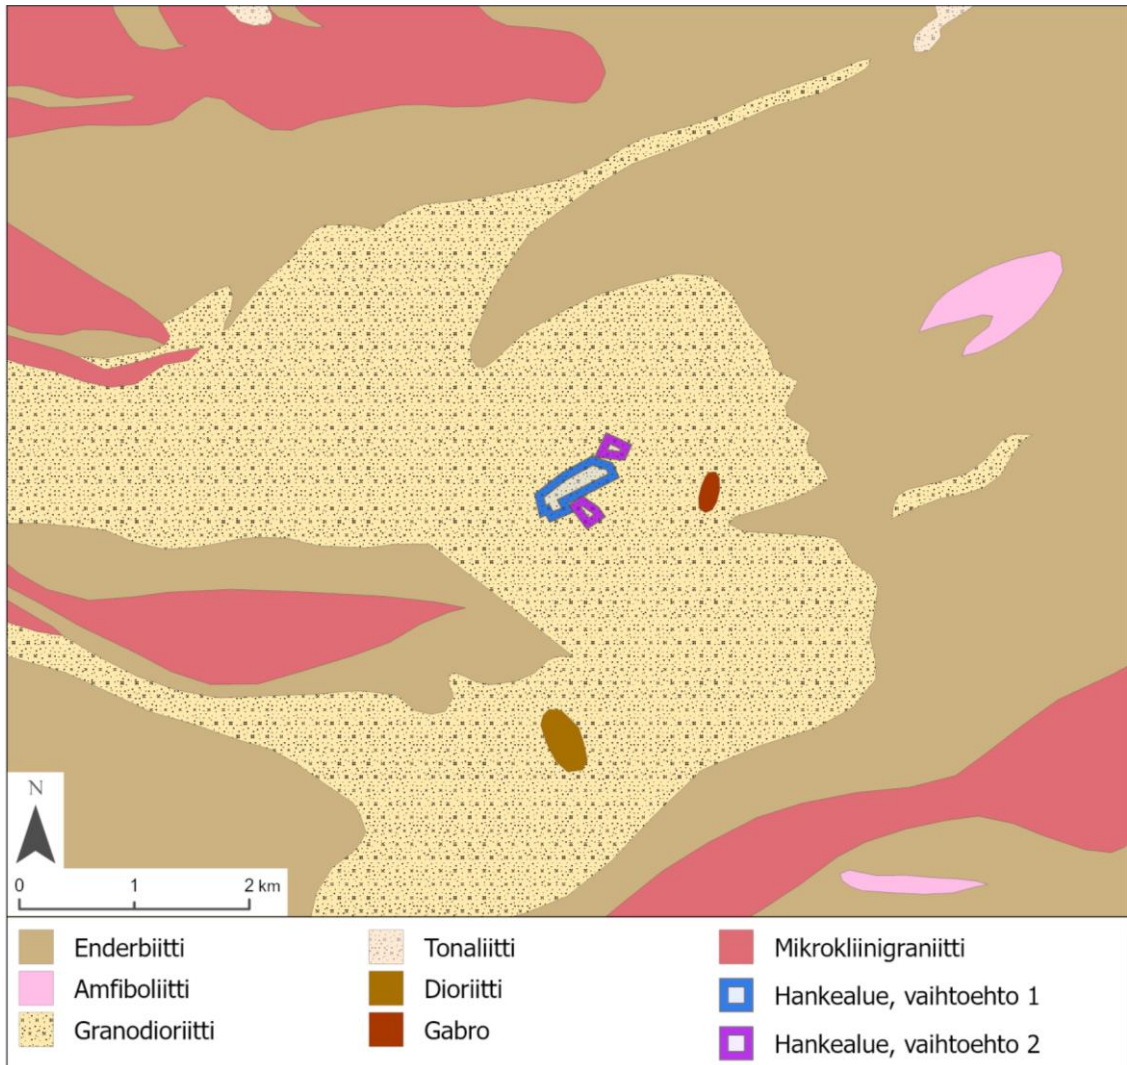 N
0 1 2 km
Enderbiitti Tonaliitti Mikrokliinigraniitti
Amfiboliitti Dioriitti Hankealue, vaihtoehto 1
Granodioriitti Gabro Hankealue, vaihtoehto 2